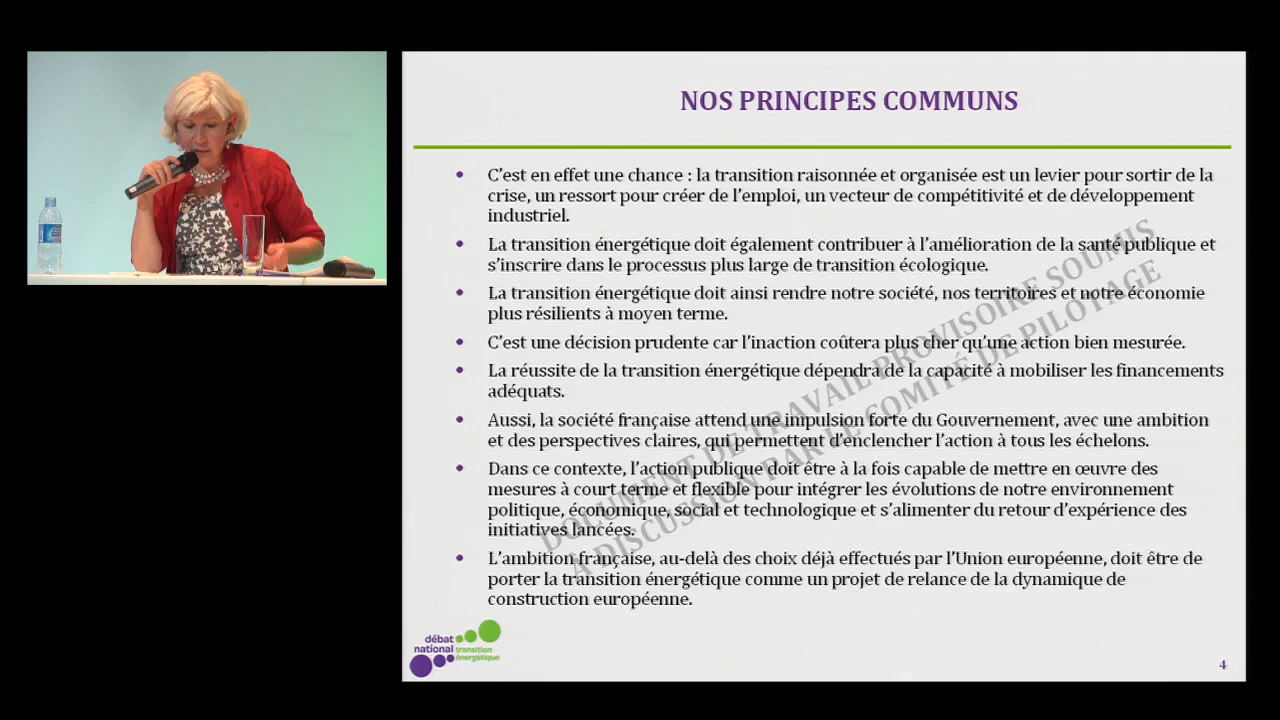 NOS PRINCIPES COMMUNS
• C'est en effet une chance : la transition raisonnée et organisée est un levier pour sortir de la
crise, un ressort pour créer de l'emploi, un vecteur de compétitivité et de développement
industriel.
• La transition énergétique doit également contribuer à l'amélioration de la santé publique et
s'inscrire dans le processus plus large de transition écologique.
• La transition énergétique doit ainsi rendre notre société, nos territoires et notre économie
plus résilients à moyen terme.
• C'est une décision prudente car l'inaction coûtera plus cher qu'une action bien mesurée.
• La réussite de la transition énergétique dépendra de la capacité à mobiliser les financements
adéquats.
• Aussi, la société française attend une impulsion forte du Gouvernement, avec une ambition
et des perspectives claires, qui permettent d'enclencher l'action à tous les échelons.
• Dans ce contexte, l'action publique doit être à la fois capable de mettre en œuvre des
mesures à court terme et flexible pour intégrer les évolutions de notre environnement
politique, économique, social et technologique et s'alimenter du retour d'expérience des
initiatives lancées.
• L'ambition française, au-delà des choix déjà effectués par l'Union européenne, doit être de
porter la transition énergétique comme un projet de relance de la dynamique de
construction européenne.
DOCUMENT DE TRAVAIL PROVISOIRE SOUMIS
À DISCUSSION PAR LE COMITÉ DE PILOTAGE
débat
national transition
énergétique
4